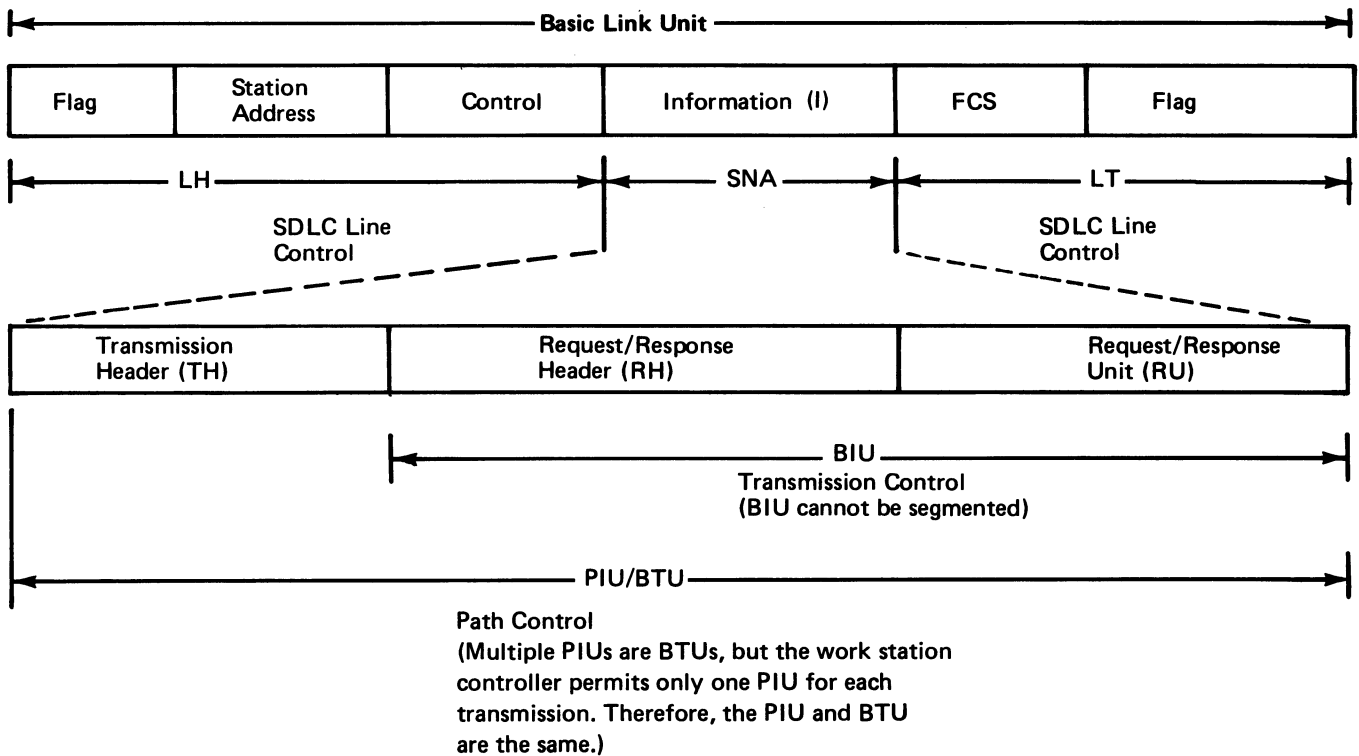 Basic Link Unit
Flag
Station
Address
Control
Information (I)
FCS
Flag
LH
SNA
LT
SDLC Line
Control
SDLC Line
Control
Transmission
Header (TH)
Request/Response
Header (RH)
Request/Response
Unit (RU)
BIU
Transmission Control
(BIU cannot be segmented)
PIU/BTU
Path Control
(Multiple PIUs are BTUs, but the work station
controller permits only one PIU for each
transmission. Therefore, the PIU and BTU
are the same.)